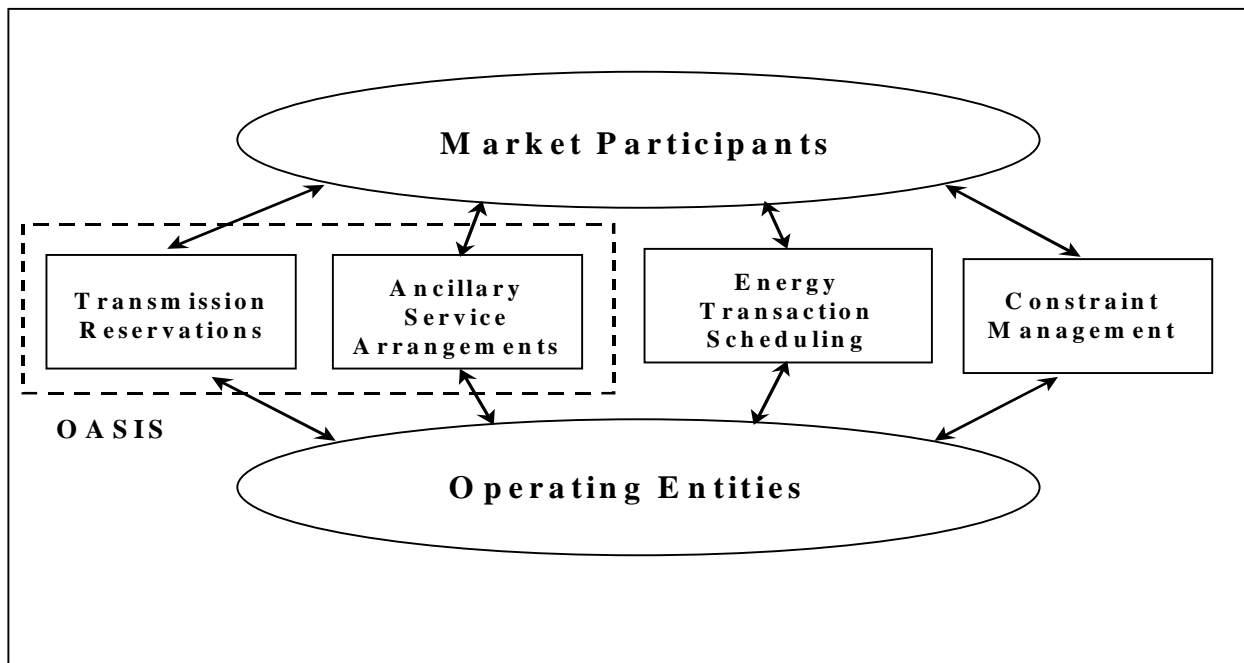 Market Participants
Transmission
Reservations
Ancillary
Service
Arrangements
Energy
Transaction
Scheduling
Constraint
Management
OASIS
Operating Entities